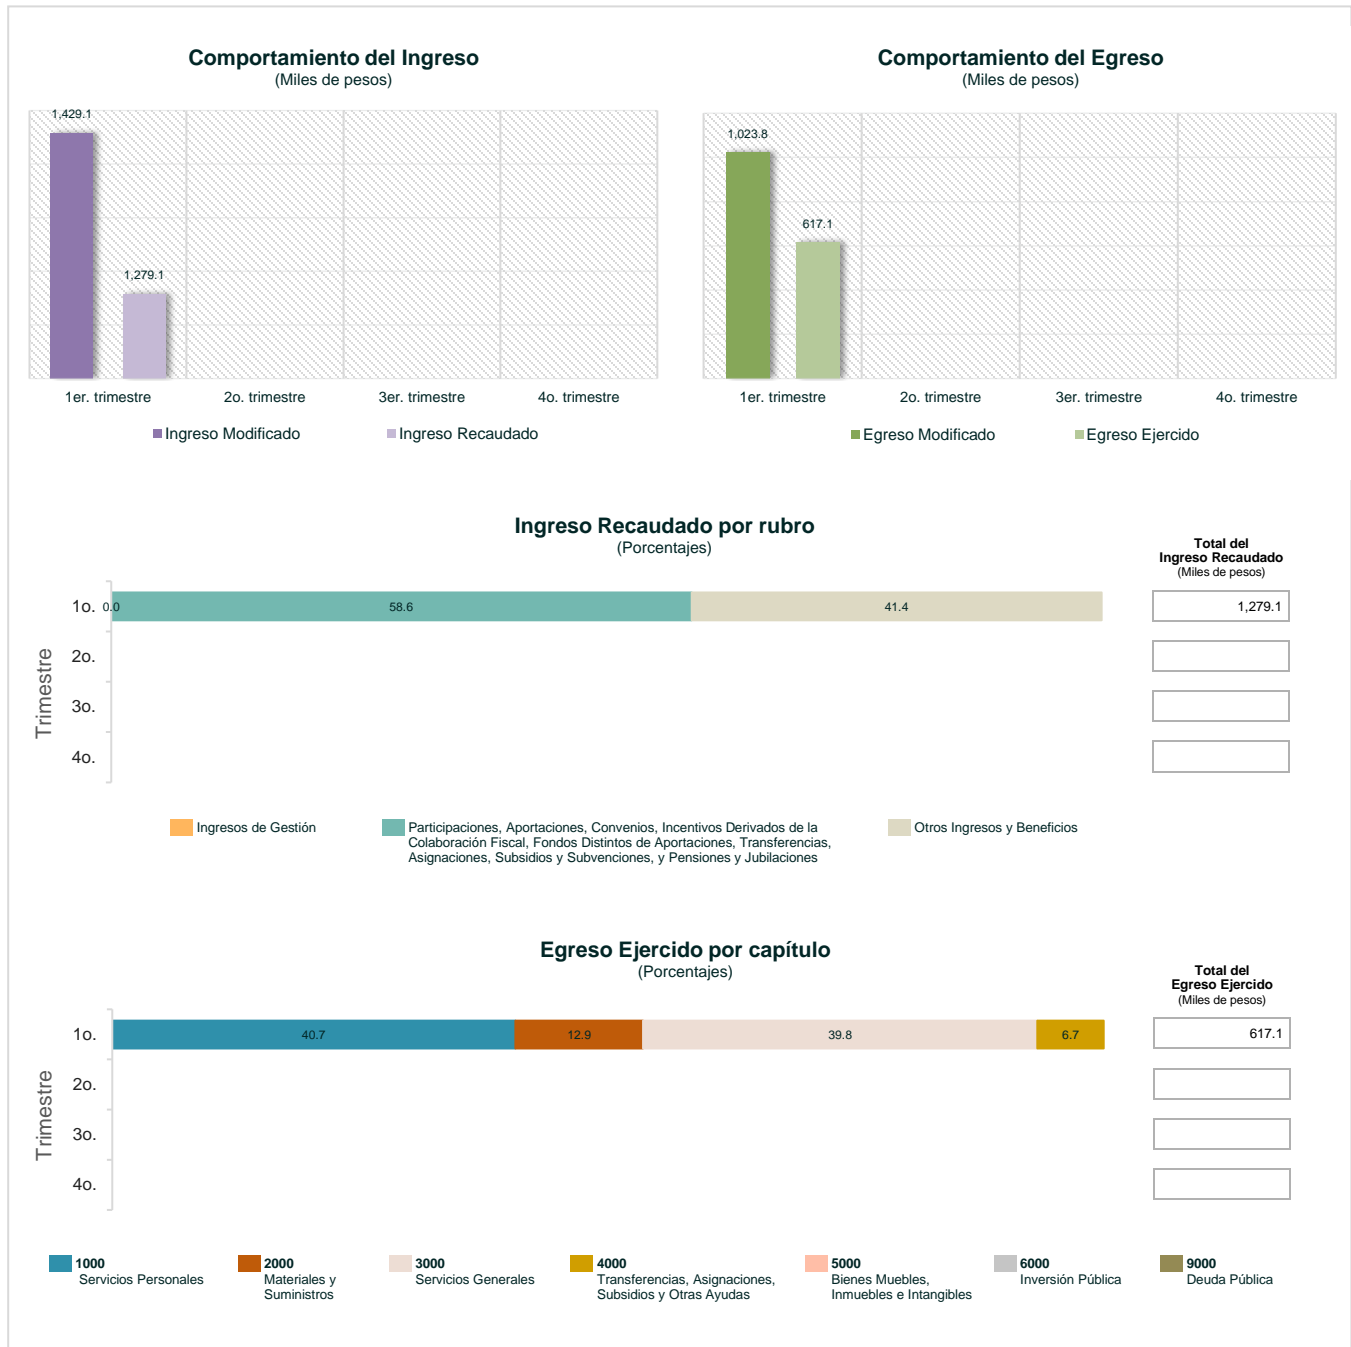 Comportamiento del Ingreso
(Miles de pesos)
1,429.1
1,279.1
1er. trimestre 2o. trimestre 3er. trimestre 4o. trimestre
Ingreso Modificado Ingreso Recaudado
Comportamiento del Egreso
(Miles de pesos)
1,023.8
617.1
1er. trimestre 2o. trimestre 3er. trimestre 4o. trimestre
Egreso Modificado Egreso Ejercido
Ingreso Recaudado por rubro
(Porcentajes)
Total del
Ingreso Recaudado
(Miles de pesos)
Trimestre
1o. 0.0 58.6 41.4 1,279.1
2o.
3o.
4o.
Ingresos de Gestión
Participaciones, Aportaciones, Convenios, Incentivos Derivados de la
Colaboración Fiscal, Fondos Distintos de Aportaciones, Transferencias,
Asignaciones, Subsidios y Subvenciones, y Pensiones y Jubilaciones
Otros Ingresos y Beneficios
Egreso Ejercido por capítulo
(Porcentajes)
Total del
Egreso Ejercido
(Miles de pesos)
Trimestre
1o. 40.7 12.9 39.8 6.7 617.1
2o.
3o.
4o.
1000
Servicios Personales
2000
Materiales y
Suministros
3000
Servicios Generales
4000
Transferencias, Asignaciones,
Subsidios y Otras Ayudas
5000
Bienes Muebles,
Inmuebles e Intangibles
6000
Inversión Pública
9000
Deuda Pública